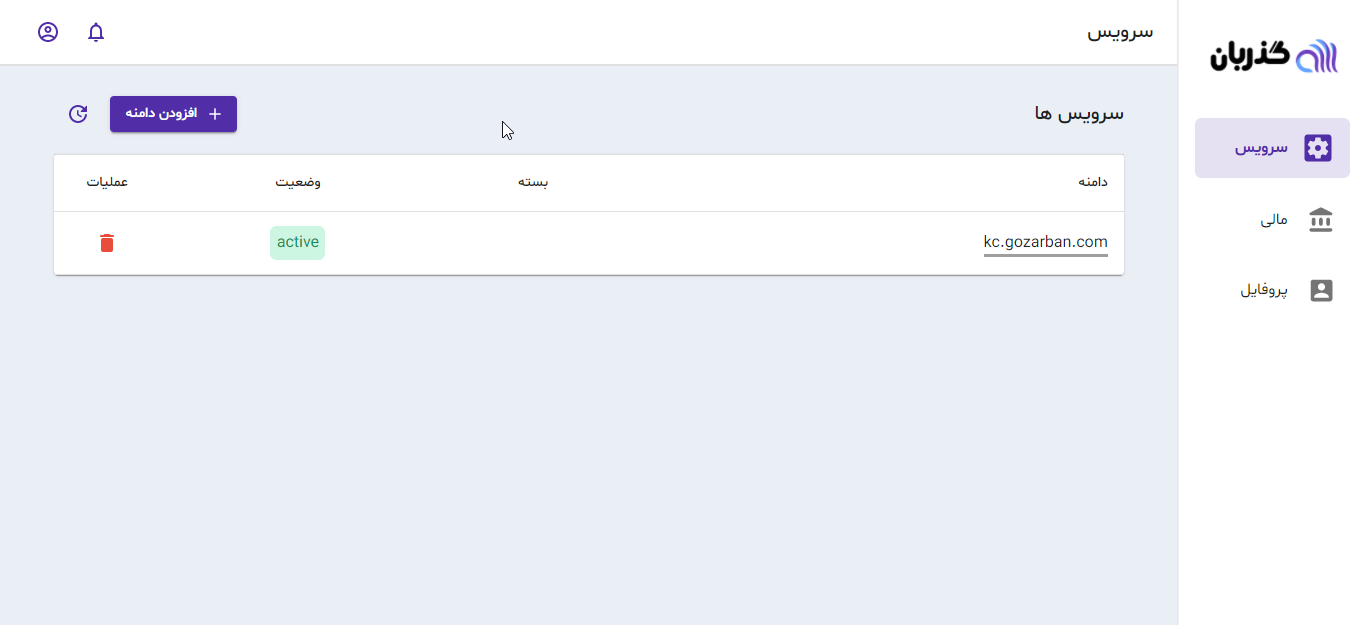 گذربان
سرویس
سرویس
مالی
پروفایل
سرویس ها
افزودن دامنه
دامنه بسته وضعیت عملیات
kc.gozarban.com active